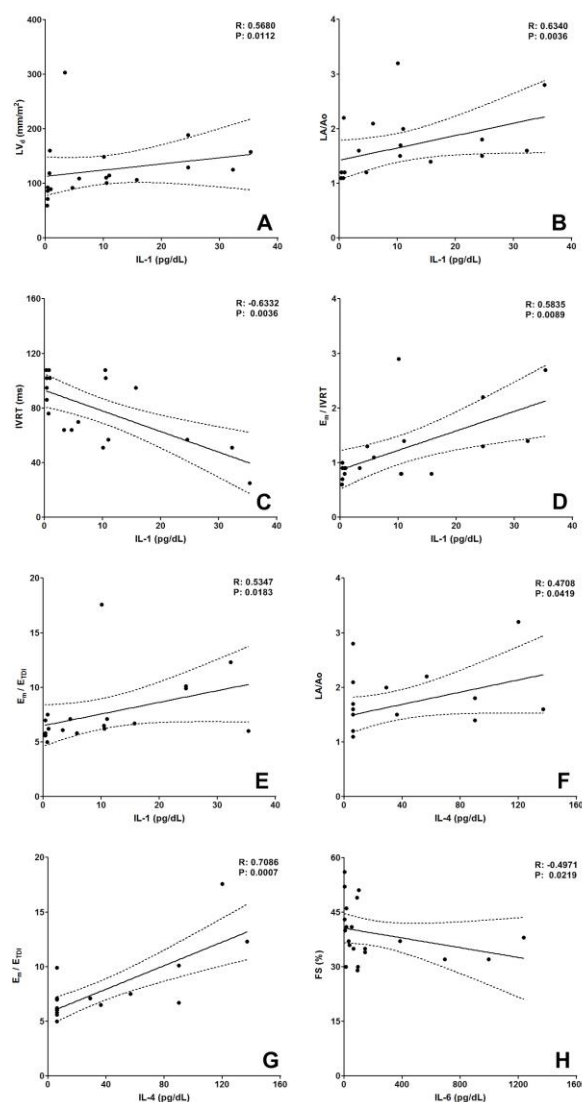 R: 0.5680
P: 0.0112
LVd (mm/m²)
400
300
200
100
0
0 10 20 30 40
IL-1 (pg/dL)
A
R: 0.6340
P: 0.0036
LA/Ao
4
3
2
1
0
0 10 20 30 40
IL-1 (pg/dL)
B
R: -0.6332
P: 0.0036
IVRT (ms)
160
120
80
40
0
0 10 20 30 40
IL-1 (pg/dL)
C
R: 0.5835
P: 0.0089
Em / IVRT
4
3
2
1
0
0 10 20 30 40
IL-1 (pg/dL)
D
R: 0.5347
P: 0.0183
Em / ETDI
20
15
10
5
0
0 10 20 30 40
IL-1 (pg/dL)
E
R: 0.4708
P: 0.0419
LA/Ao
4
3
2
1
0
0 40 80 120 160
IL-4 (pg/dL)
F
R: 0.7086
P: 0.0007
Em / ETDI
20
15
10
5
0
0 40 80 120 160
IL-4 (pg/dL)
G
R: -0.4971
P: 0.0219
FS (%)
60
45
30
15
0
0 400 800 1200 1600
IL-6 (pg/dL)
H